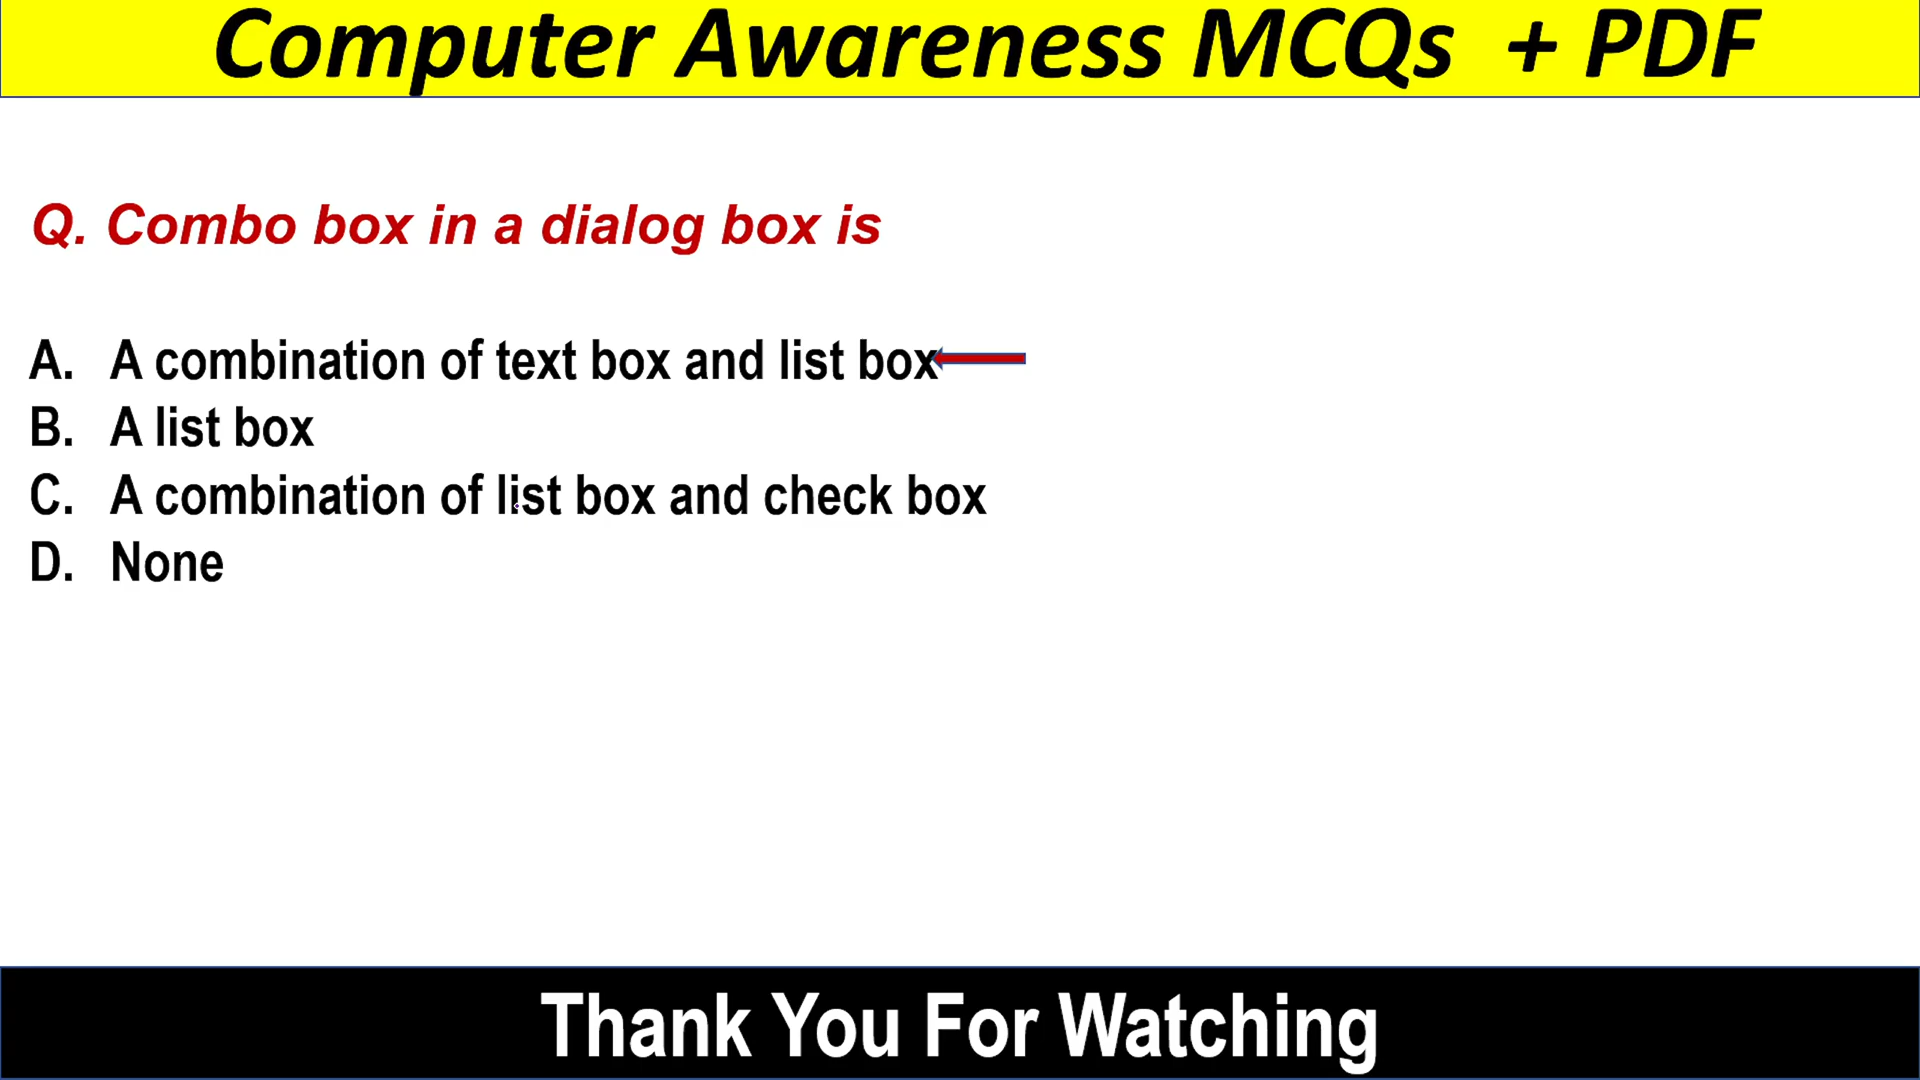 Computer Awareness MCQs + PDF
Q. Combo box in a dialog box is
A. A combination of text box and list box
B. A list box
C. A combination of list box and check box
D. None
Thank You For Watching